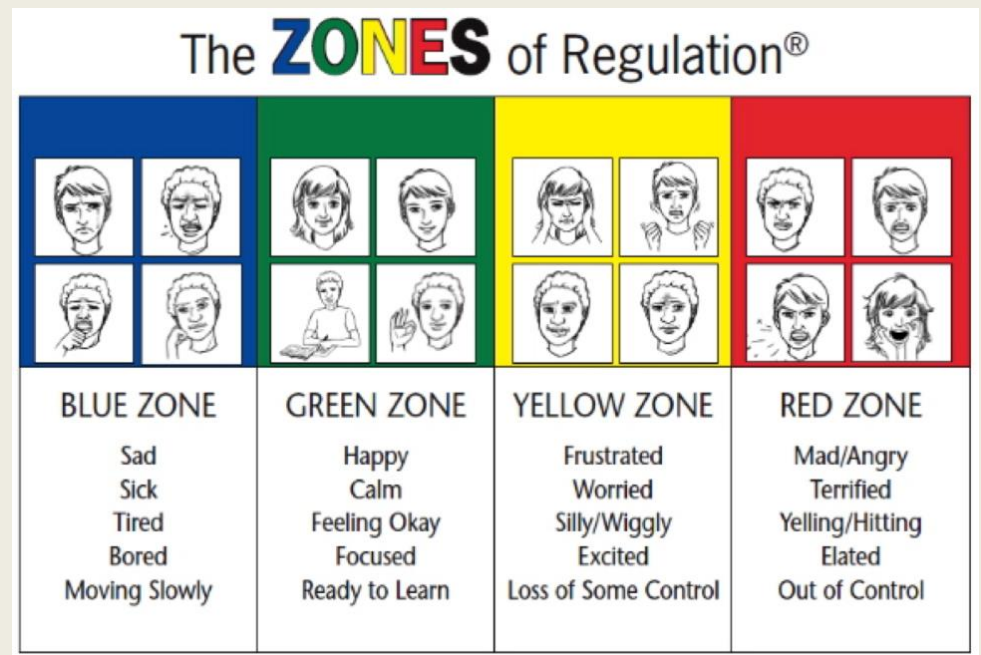 The ZONES of Regulation®
BLUE ZONE
Sad
Sick
Tired
Bored
Moving Slowly
GREEN ZONE
Happy
Calm
Feeling Okay
Focused
Ready to Learn
YELLOW ZONE
Frustrated
Worried
Silly/Wiggly
Excited
Loss of Some Control
RED ZONE
Mad/Angry
Terrified
Yelling/Hitting
Elated
Out of Control